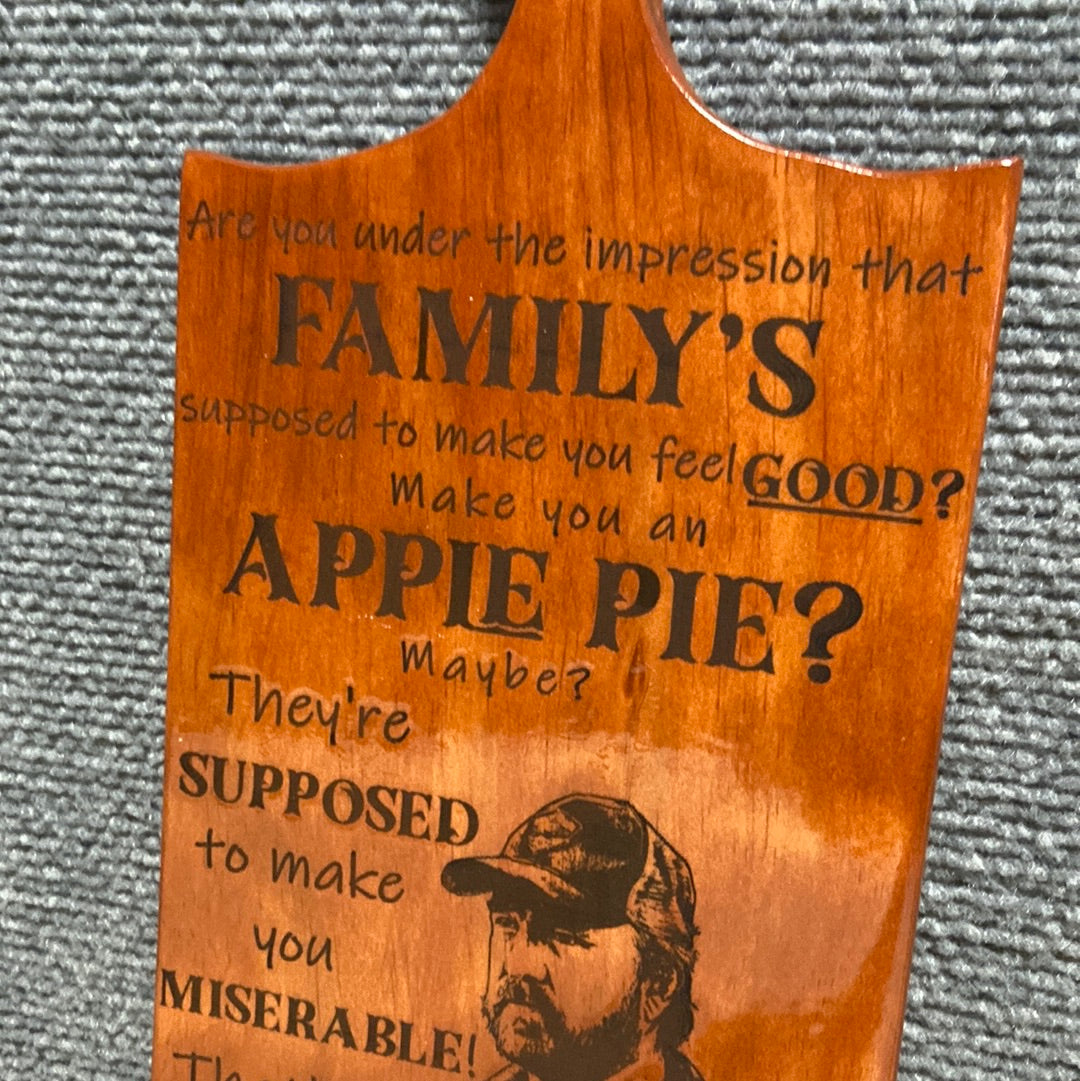 Are you under the impression that
FAMILY'S
supposed to make you feel GOOD?
Make you an
APPLE PIE?
Maybe?
They're
SUPPOSED
to make
you
MISERABLE!